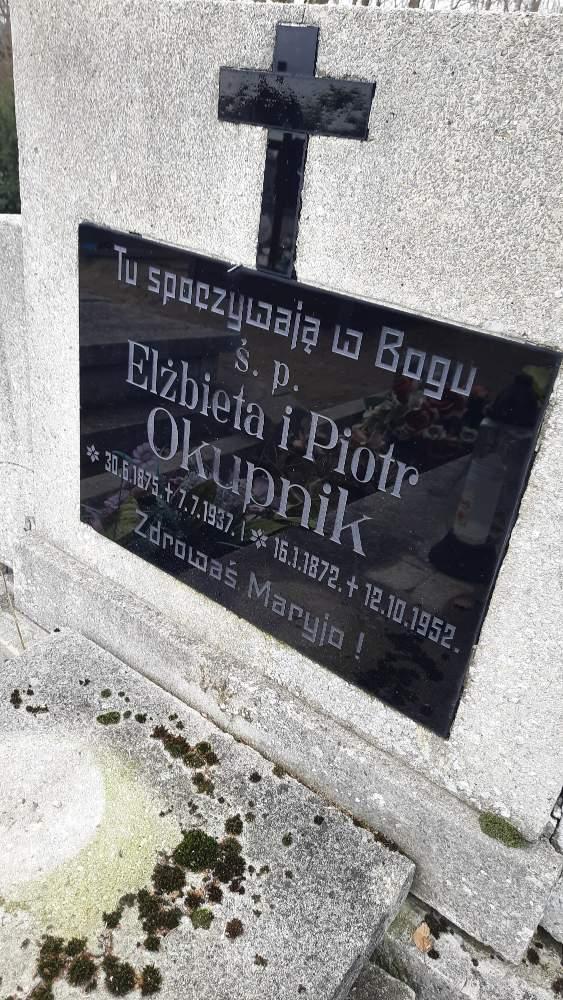 Tu spoczywają w Bogu
ś. p.
Elżbieta i Piotr
Okupnik
* 30.6.1875. + 7.7.1937. | * 16.1.1872. + 12.10.1952.
Zdrowaś Maryjo !